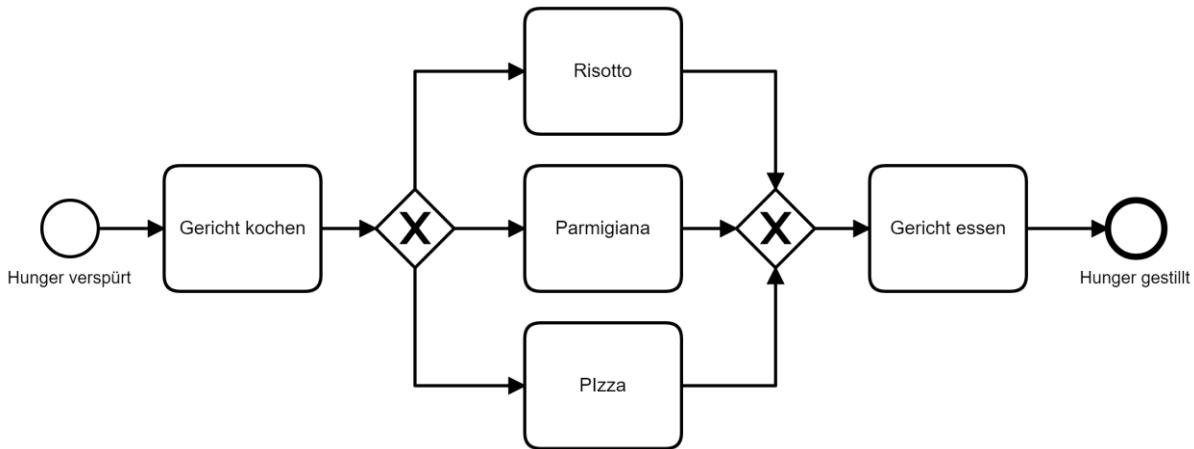 Risotto
Gericht kochen
X
Parmigiana
X
Gericht essen
Hunger verspürt
Hunger gestillt
PIzza